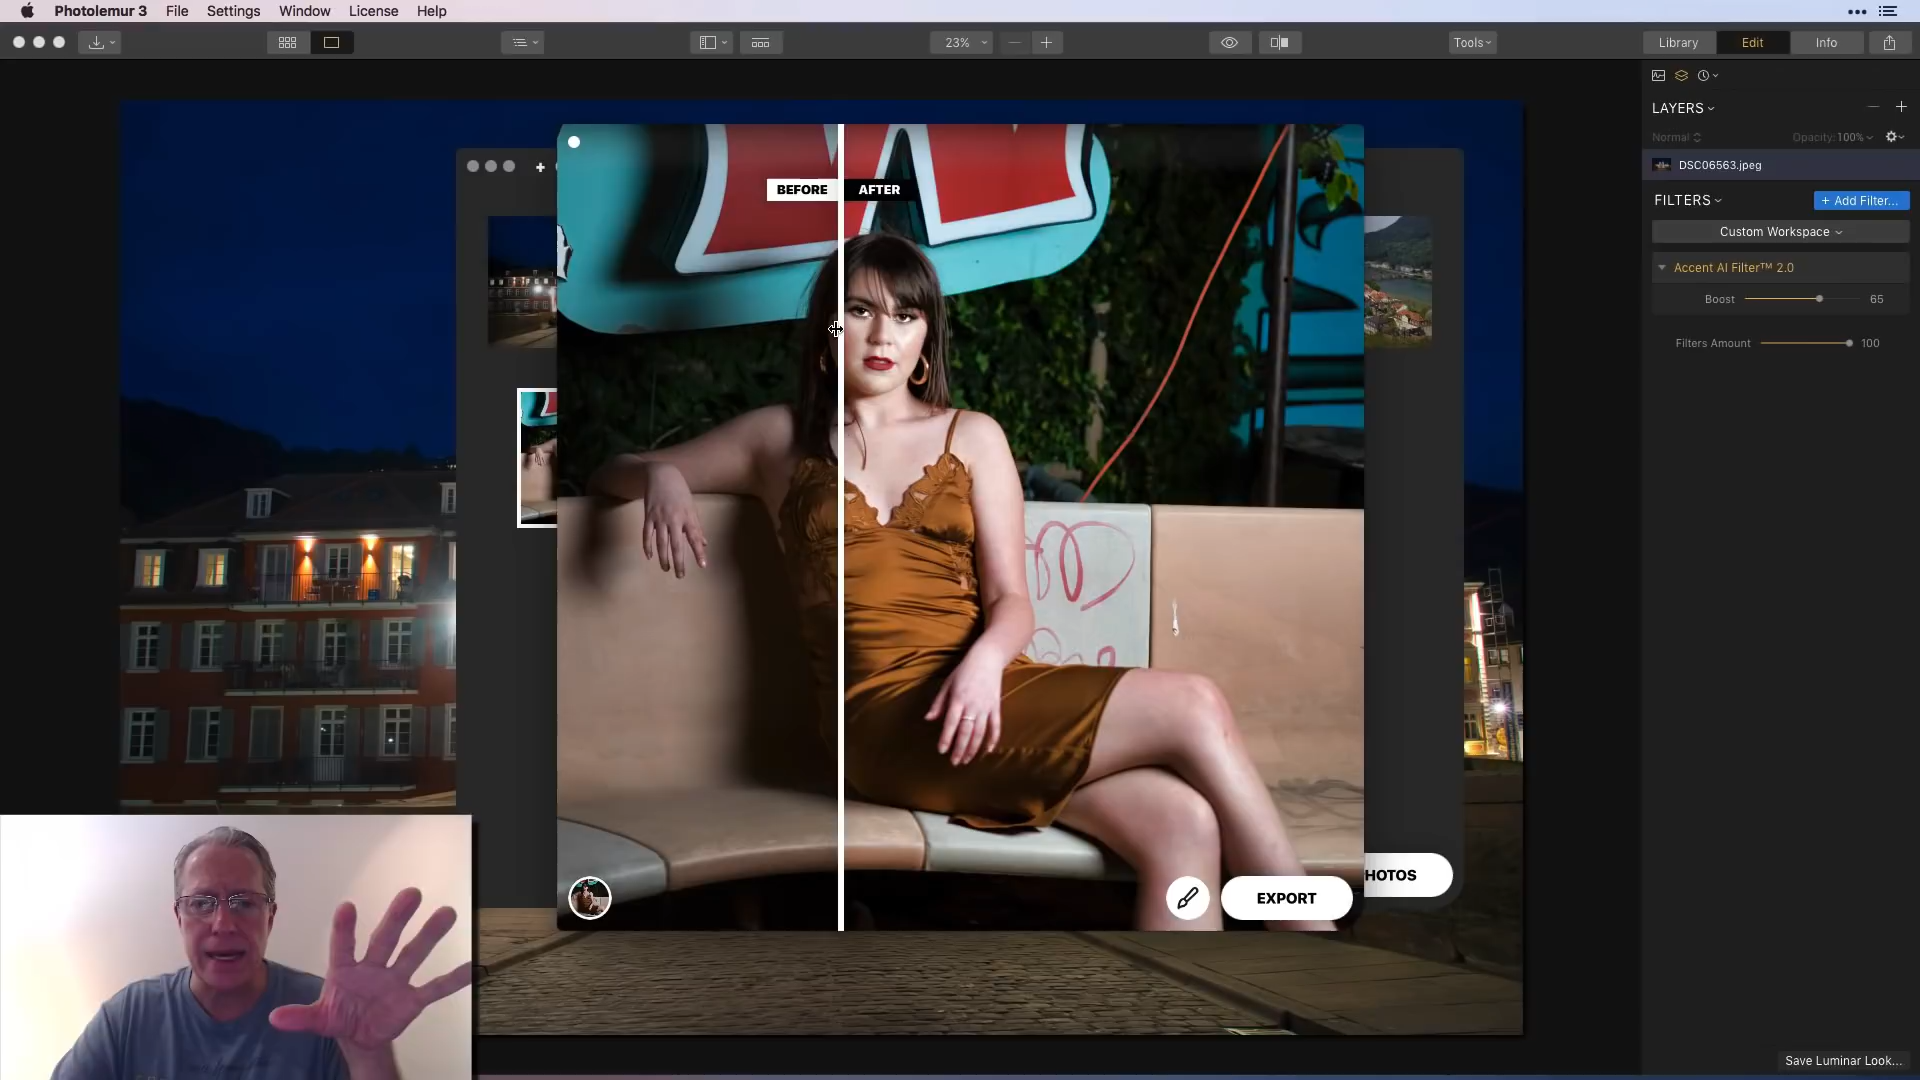 Photolemur 3 File Settings Window License Help
23% Tools Library Edit Info
LAYERS
Normal Opacity: 100%
DSC06563.jpeg
FILTERS + Add Filter...
Custom Workspace
Accent AI Filter™ 2.0
Boost 65
Filters Amount 100
BEFORE AFTER
HOTOS
EXPORT
Save Luminar Look...